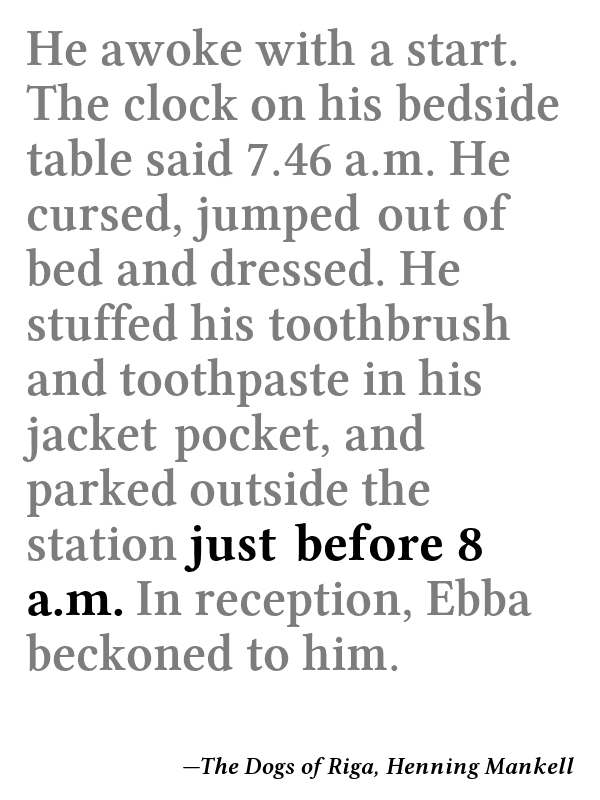 He awoke with a start.
The clock on his bedside
table said 7.46 a.m. He
cursed, jumped out of
bed and dressed. He
stuffed his toothbrush
and toothpaste in his
jacket pocket, and
parked outside the
station just before 8
a.m. In reception, Ebba
beckoned to him.
—The Dogs of Riga, Henning Mankell